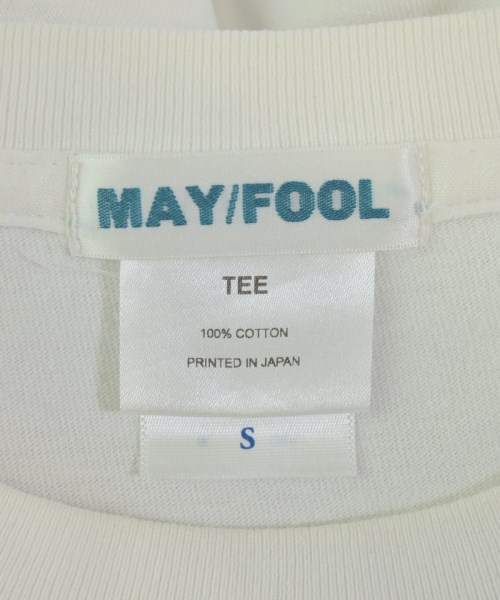 MAY/FOOL
TEE
100% COTTON
PRINTED IN JAPAN
S